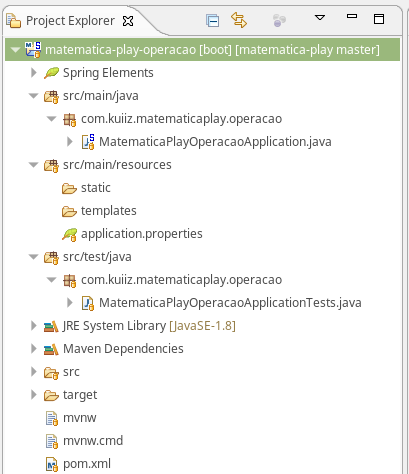 Project Explorer
matematica-play-operacao [boot] [matematica-play master]
Spring Elements
src/main/java
com.kuiiz.matematicaplay.operacao
MatematicaPlayOperacaoApplication.java
src/main/resources
static
templates
application.properties
src/test/java
com.kuiiz.matematicaplay.operacao
MatematicaPlayOperacaoApplicationTests.java
JRE System Library [JavaSE-1.8]
Maven Dependencies
src
target
mvnw
mvnw.cmd
pom.xml